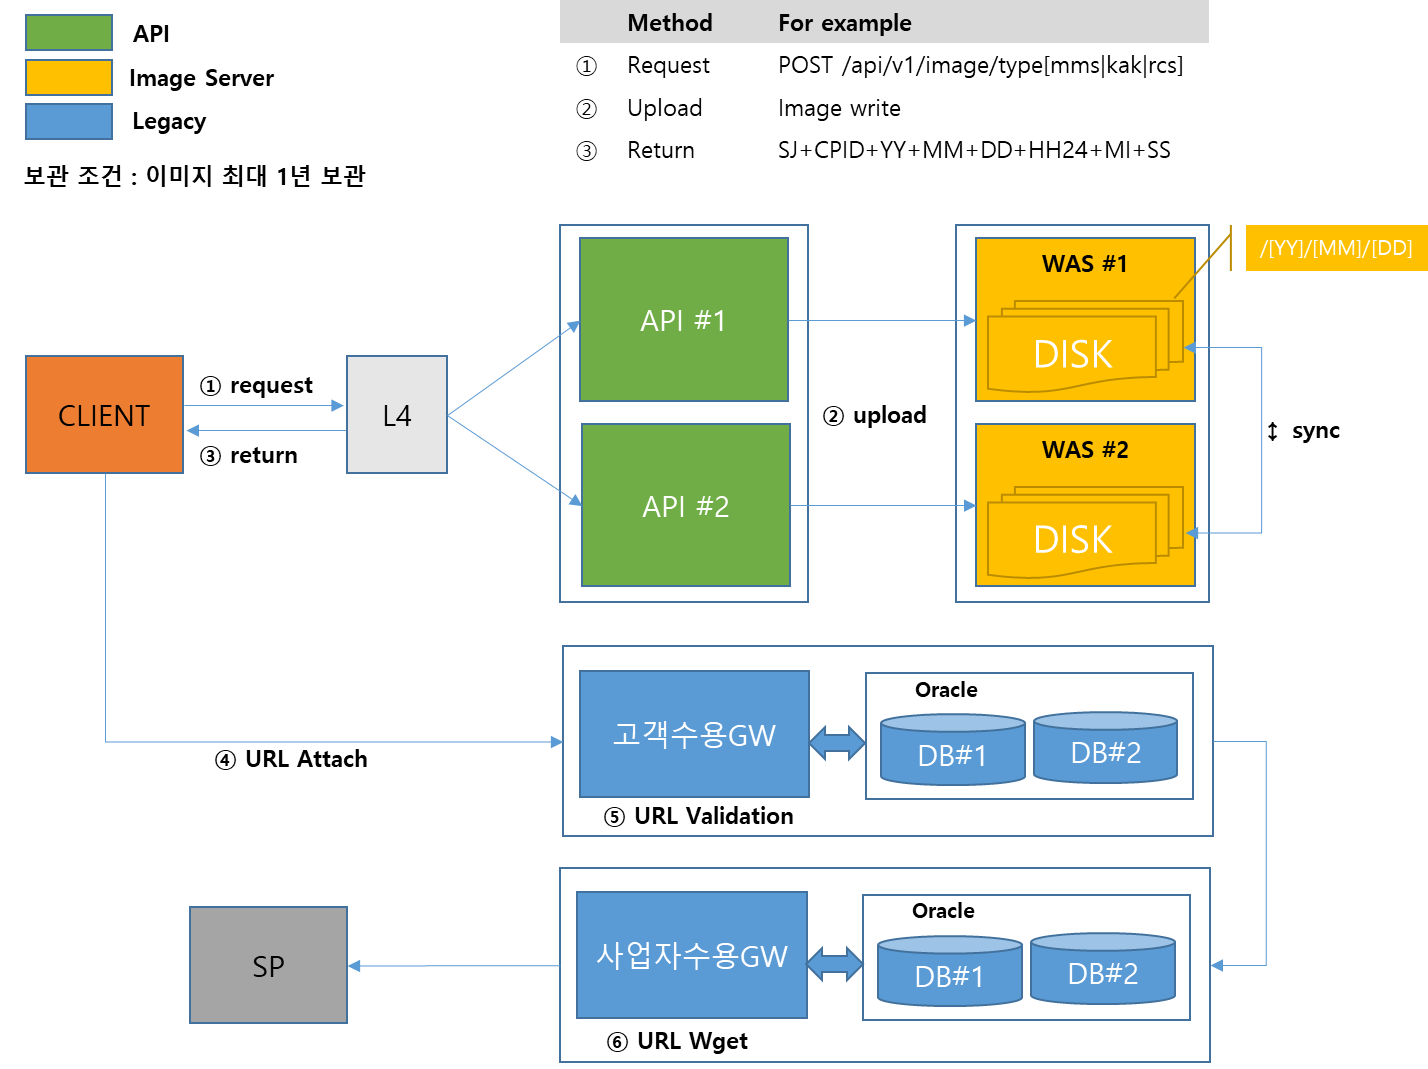 API
Image Server
Legacy
보관 조건 : 이미지 최대 1년 보관
Method For example
① Request POST /api/v1/image/type[mms|kak|rcs]
② Upload Image write
③ Return SJ+CPID+YY+MM+DD+HH24+MI+SS
/[YY]/[MM]/[DD]
WAS #1
API #1
DISK
① request
CLIENT
L4
② upload
③ return
↕ sync
WAS #2
API #2
DISK
Oracle
고객수용GW
DB#1
DB#2
④ URL Attach
⑤ URL Validation
Oracle
사업자수용GW
DB#1
DB#2
SP
⑥ URL Wget